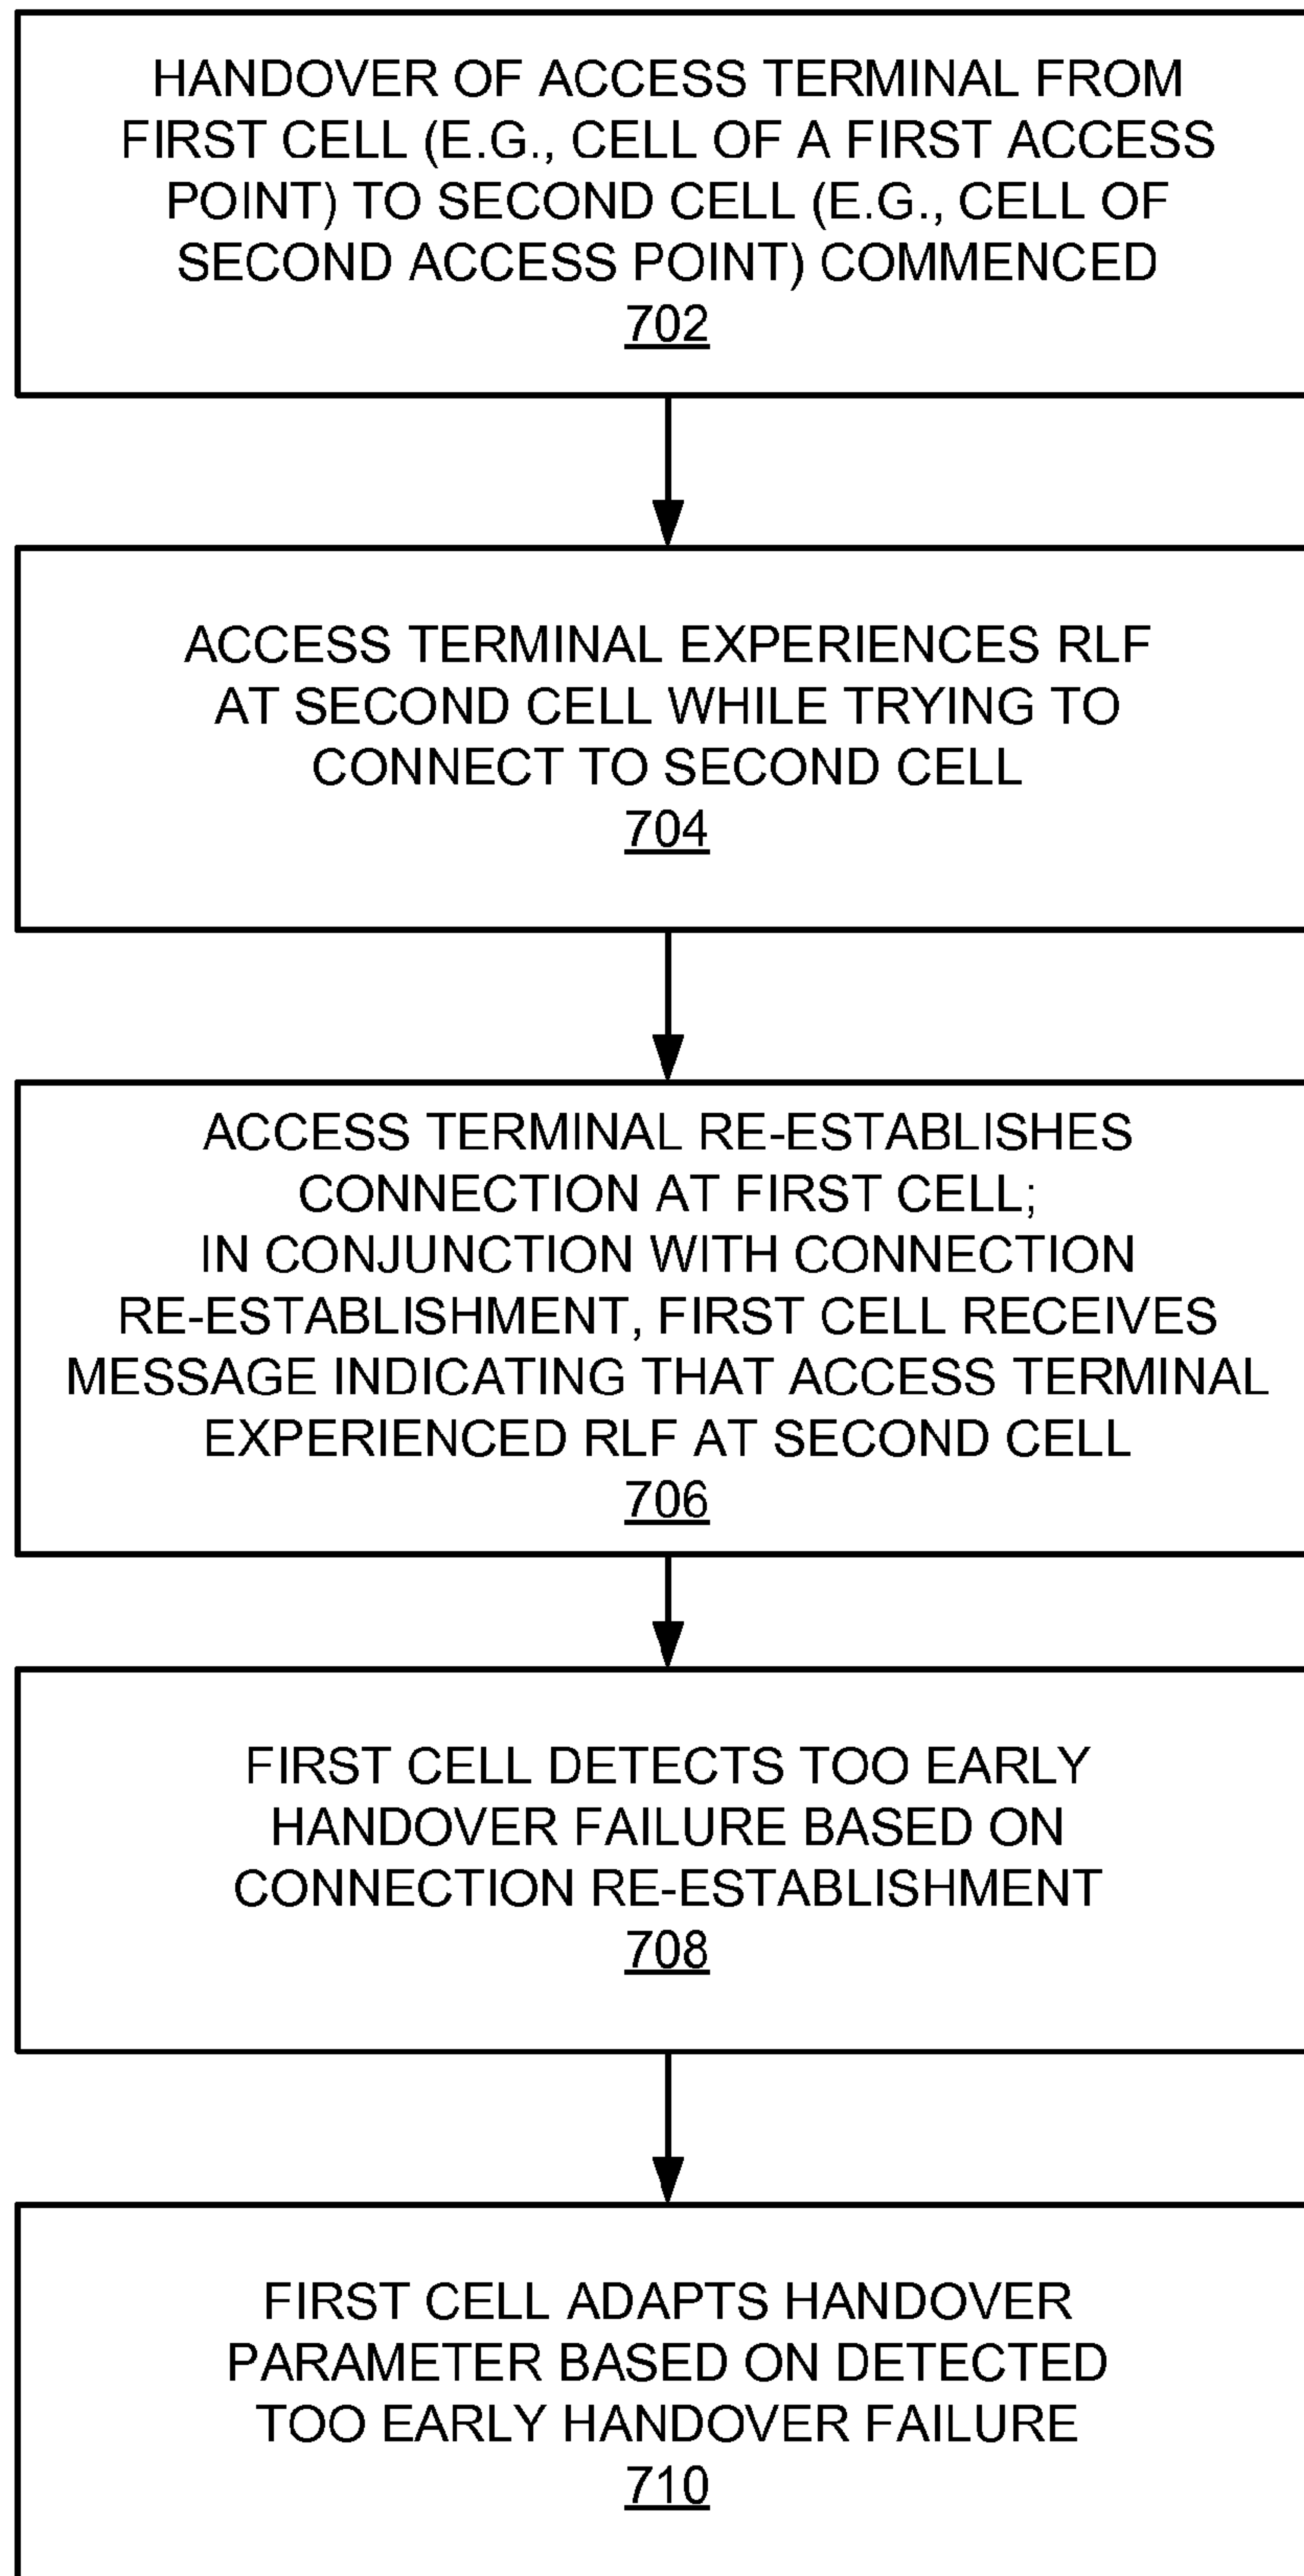 HANDOVER OF ACCESS TERMINAL FROM
FIRST CELL (E.G., CELL OF A FIRST ACCESS
POINT) TO SECOND CELL (E.G., CELL OF
SECOND ACCESS POINT) COMMENCED
702
ACCESS TERMINAL EXPERIENCES RLF
AT SECOND CELL WHILE TRYING TO
CONNECT TO SECOND CELL
704
ACCESS TERMINAL RE-ESTABLISHES
CONNECTION AT FIRST CELL;
IN CONJUNCTION WITH CONNECTION
RE-ESTABLISHMENT, FIRST CELL RECEIVES
MESSAGE INDICATING THAT ACCESS TERMINAL
EXPERIENCED RLF AT SECOND CELL
706
FIRST CELL DETECTS TOO EARLY
HANDOVER FAILURE BASED ON
CONNECTION RE-ESTABLISHMENT
708
FIRST CELL ADAPTS HANDOVER
PARAMETER BASED ON DETECTED
TOO EARLY HANDOVER FAILURE
710